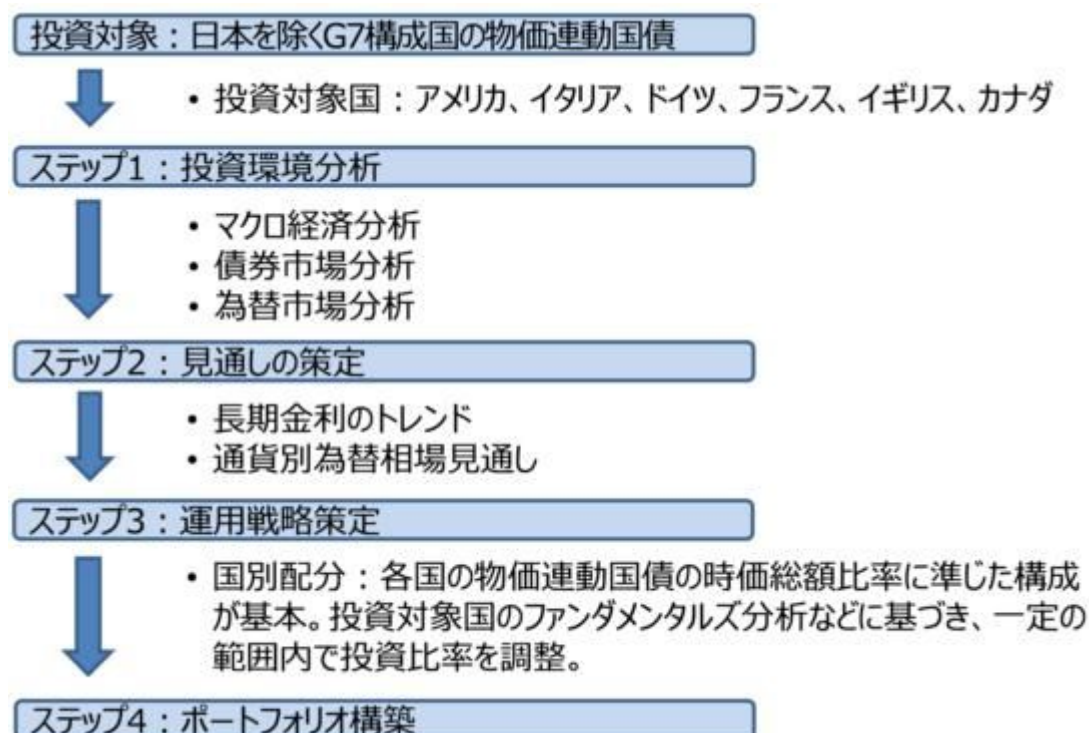 投資対象：日本を除くG7構成国の物価連動国債
• 投資対象国：アメリカ、イタリア、ドイツ、フランス、イギリス、カナダ
ステップ1：投資環境分析
• マクロ経済分析
• 債券市場分析
• 為替市場分析
ステップ2：見通しの策定
• 長期金利のトレンド
• 通貨別為替相場見通し
ステップ3：運用戦略策定
• 国別配分：各国の物価連動国債の時価総額比率に準じた構成
が基本。投資対象国のファンダメンタルズ分析などに基づき、一定の
範囲内で投資比率を調整。
ステップ4：ポートフォリオ構築